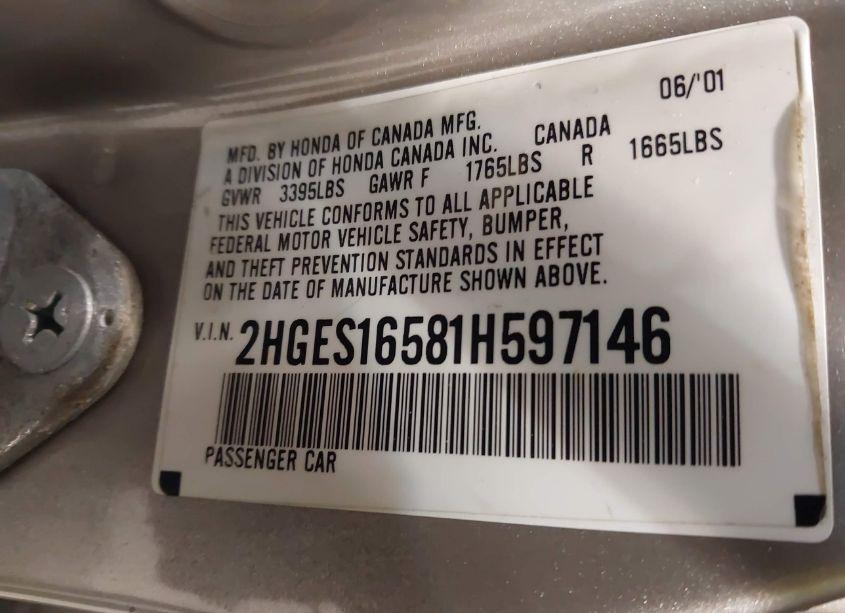 06/'01
MFD. BY HONDA OF CANADA MFG.
A DIVISION OF HONDA CANADA INC. CANADA
GVWR 3395LBS GAWR F 1765LBS R 1665LBS
THIS VEHICLE CONFORMS TO ALL APPLICABLE
FEDERAL MOTOR VEHICLE SAFETY, BUMPER,
AND THEFT PREVENTION STANDARDS IN EFFECT
ON THE DATE OF MANUFACTURE SHOWN ABOVE.
V.I.N. 2HGES16581H597146
PASSENGER CAR